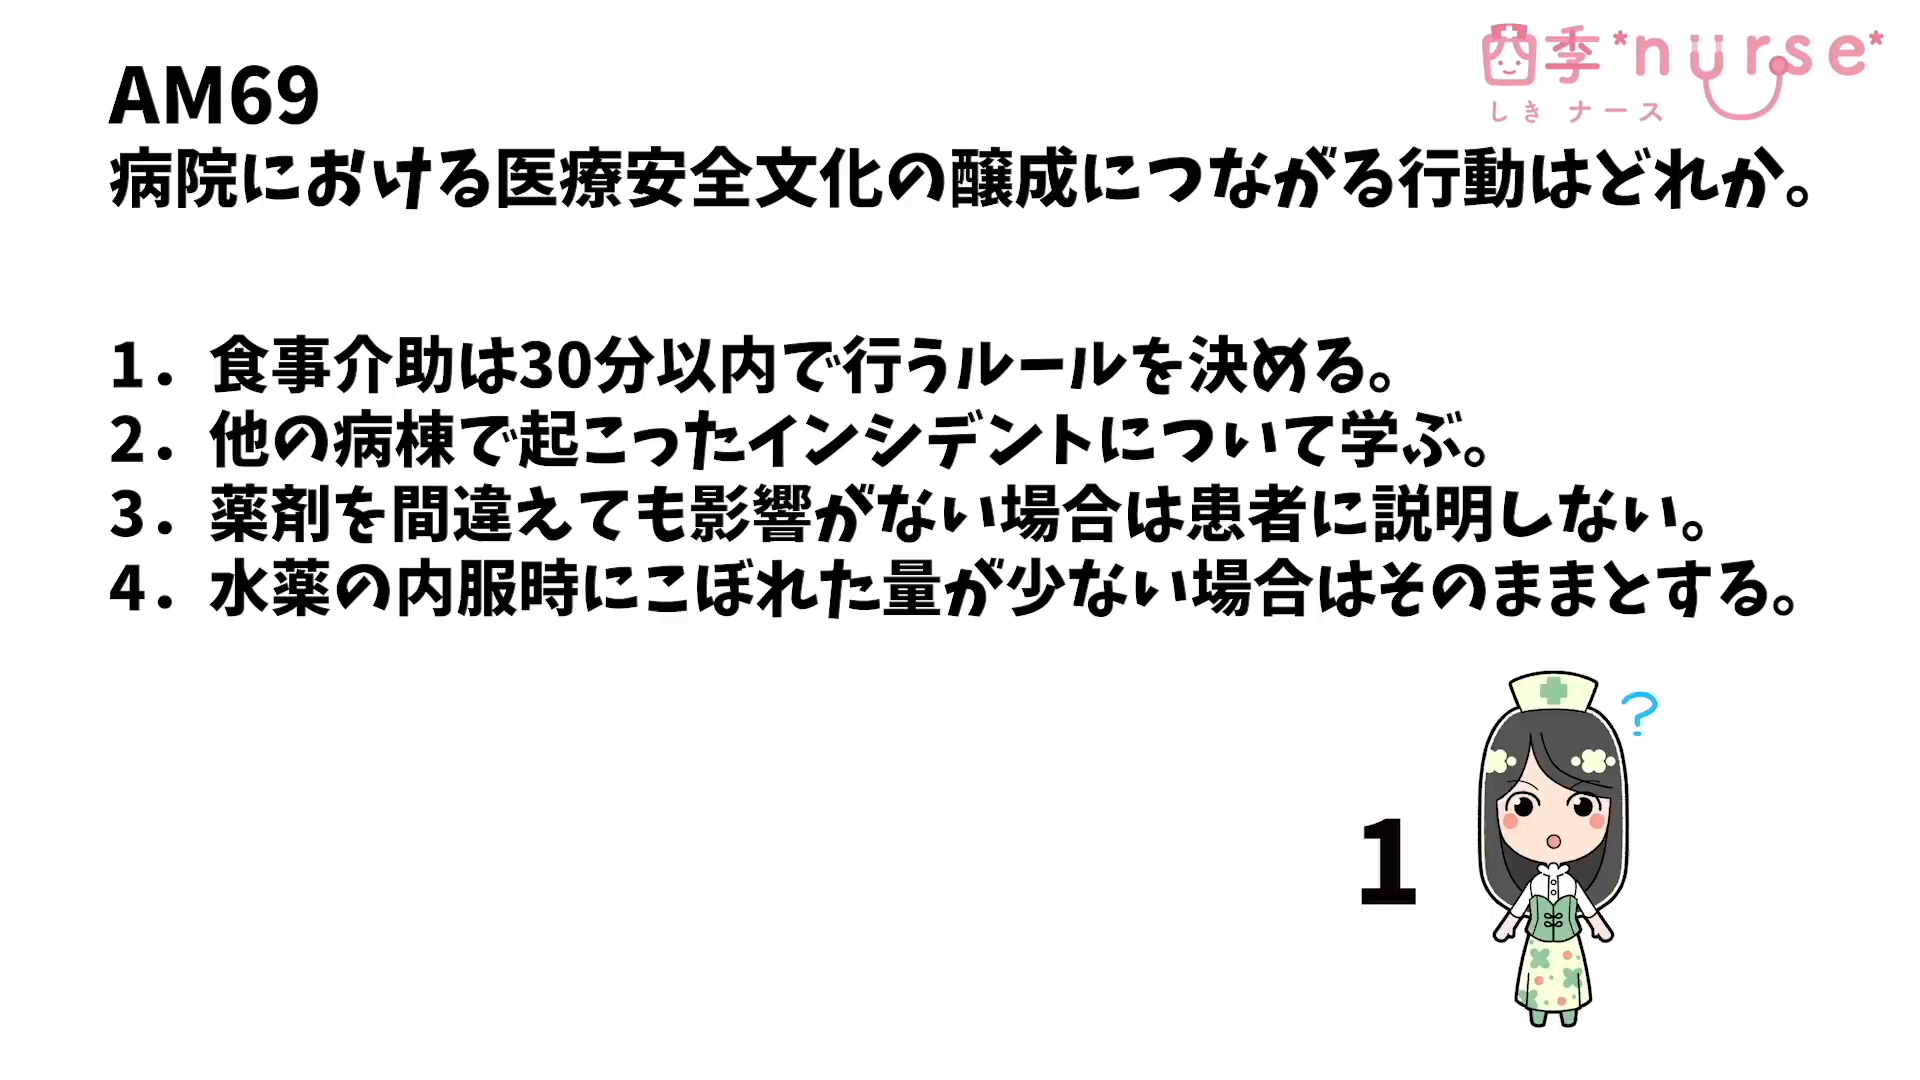 四季*nurse*
しき ナース
AM69
病院における医療安全文化の醸成につながる行動はどれか。
1. 食事介助は30分以内で行うルールを決める。
2. 他の病棟で起こったインシデントについて学ぶ。
3. 薬剤を間違えても影響がない場合は患者に説明しない。
4. 水薬の内服時にこぼれた量が少ない場合はそのままとする。
?
1